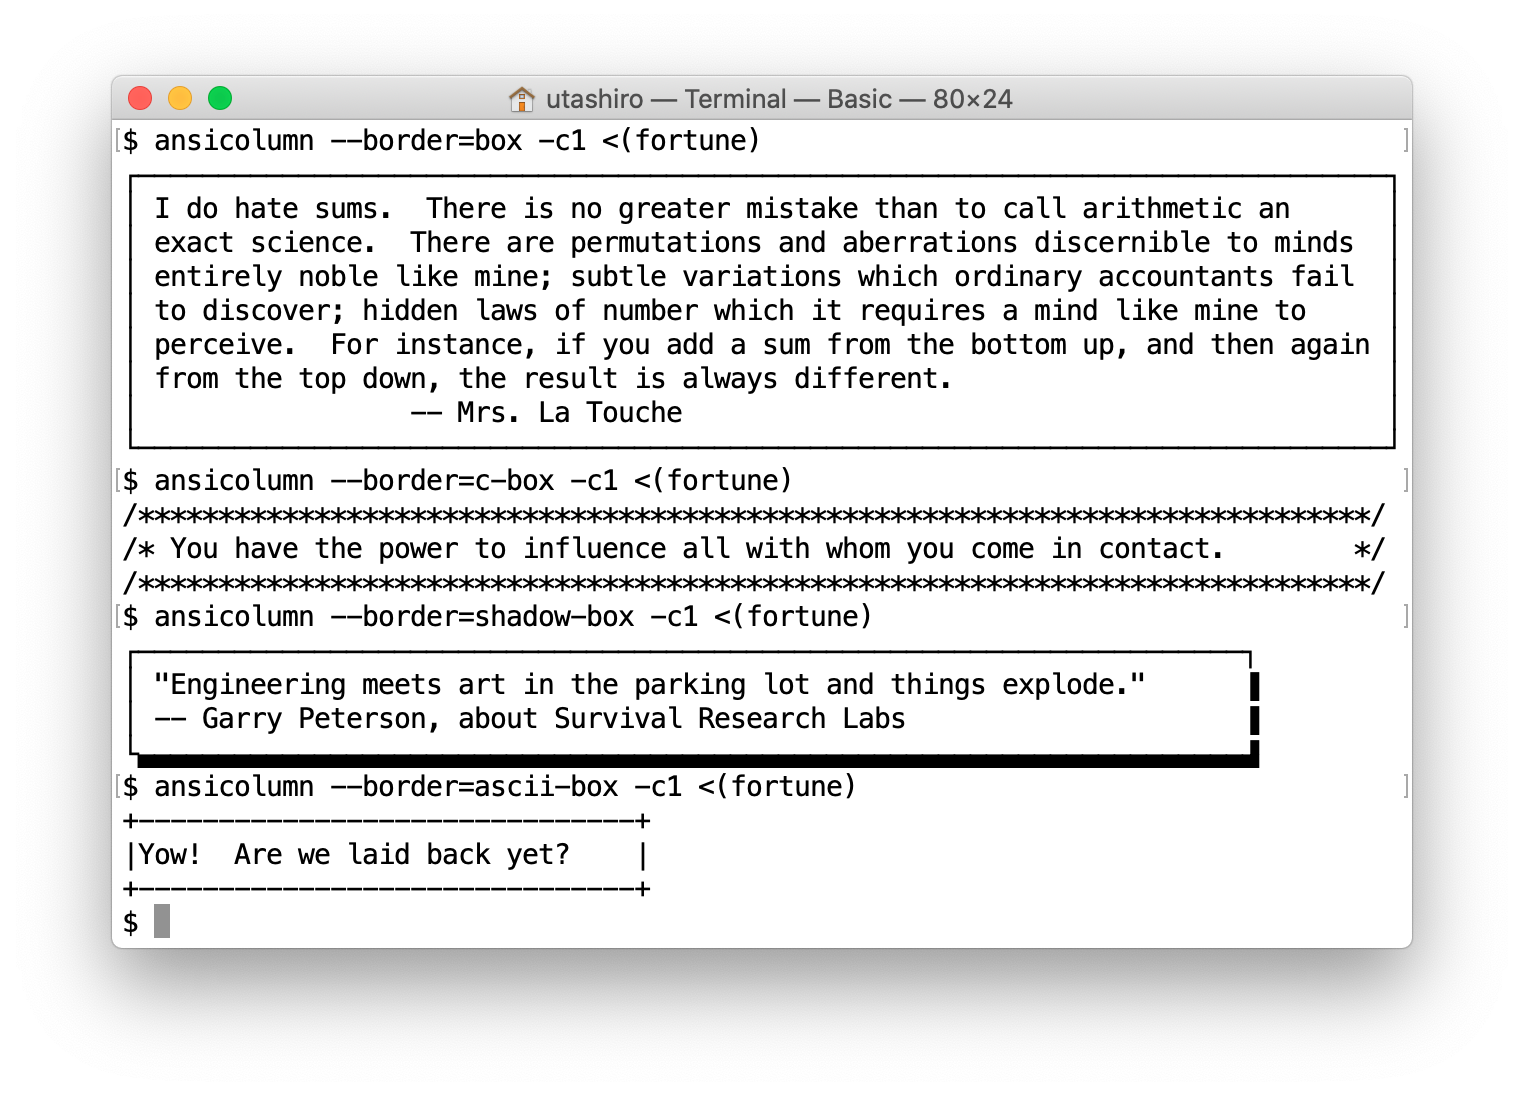 utashiro — Terminal — Basic — 80×24
$ ansicolumn --border=box -c1 <(fortune)
I do hate sums.  There is no greater mistake than to call arithmetic an
exact science.  There are permutations and aberrations discernible to minds
entirely noble like mine; subtle variations which ordinary accountants fail
to discover; hidden laws of number which it requires a mind like mine to
perceive.  For instance, if you add a sum from the bottom up, and then again
from the top down, the result is always different.
                -- Mrs. La Touche
$ ansicolumn --border=c-box -c1 <(fortune)
/*****************************************************************************/
/* You have the power to influence all with whom you come in contact.        */
/*****************************************************************************/
$ ansicolumn --border=shadow-box -c1 <(fortune)
"Engineering meets art in the parking lot and things explode."
-- Garry Peterson, about Survival Research Labs
$ ansicolumn --border=ascii-box -c1 <(fortune)
+-------------------------------+
|Yow!  Are we laid back yet?    |
+-------------------------------+
$